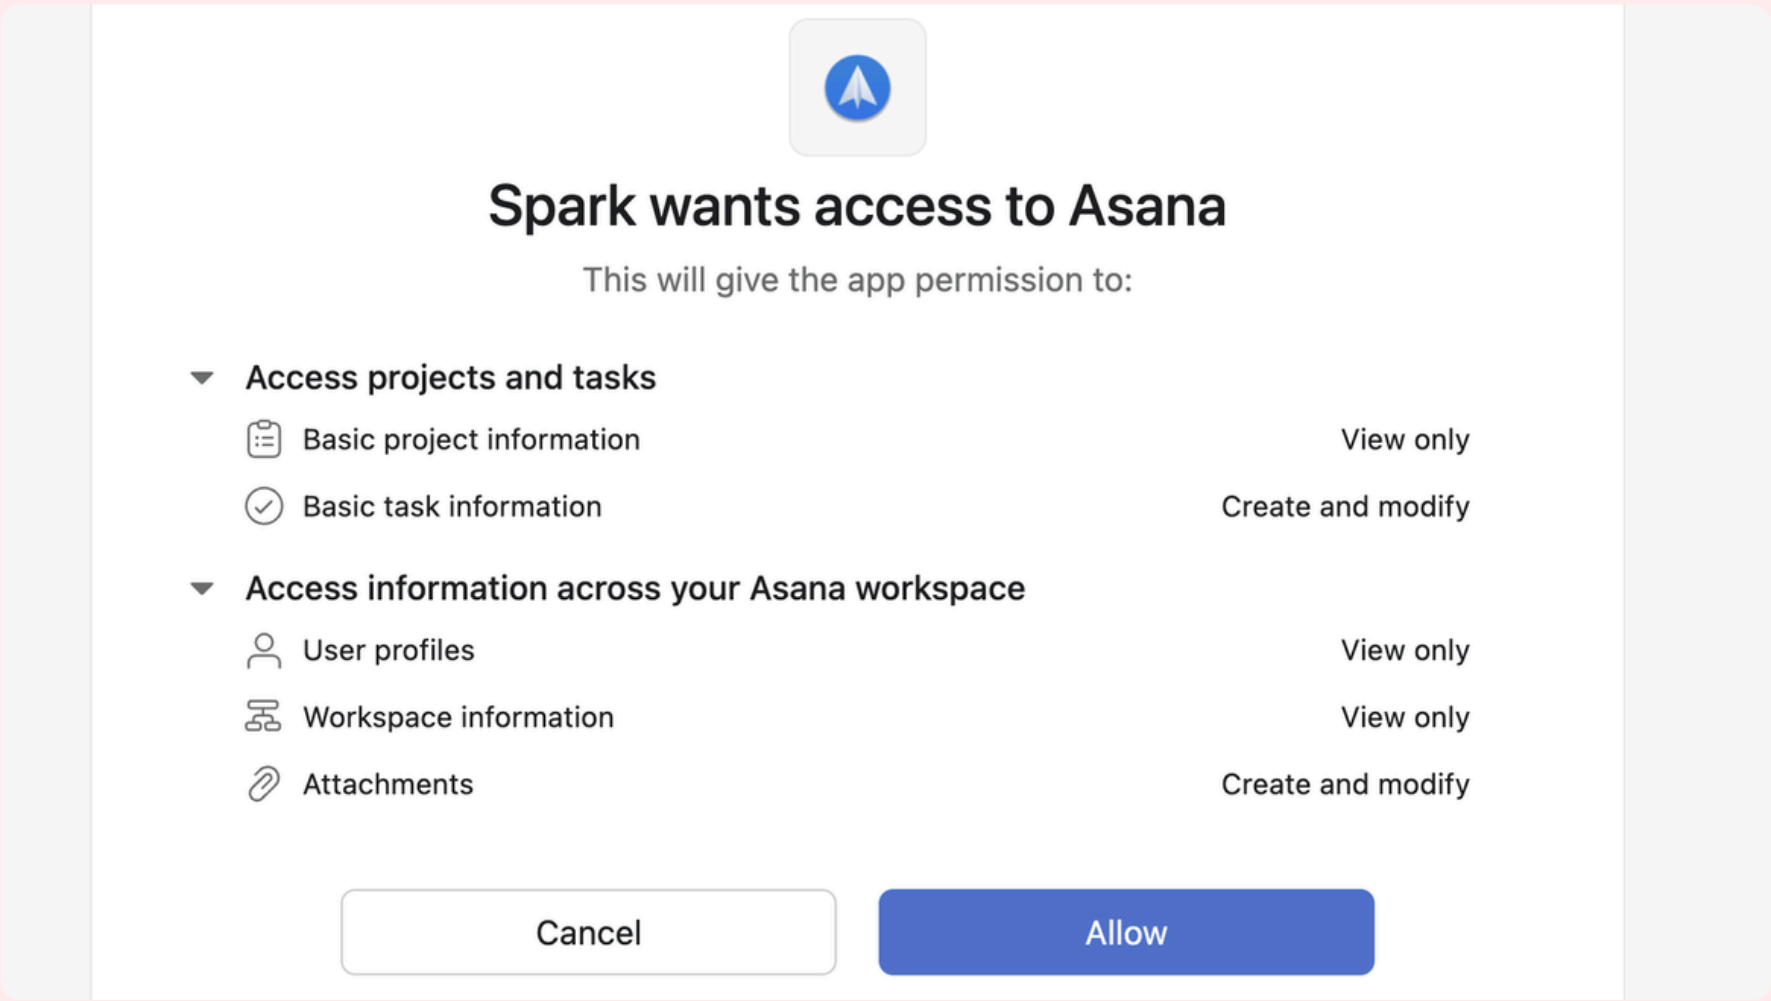 Spark wants access to Asana
This will give the app permission to:
Access projects and tasks
Basic project information View only
Basic task information Create and modify
Access information across your Asana workspace
User profiles View only
Workspace information View only
Attachments Create and modify
Cancel Allow